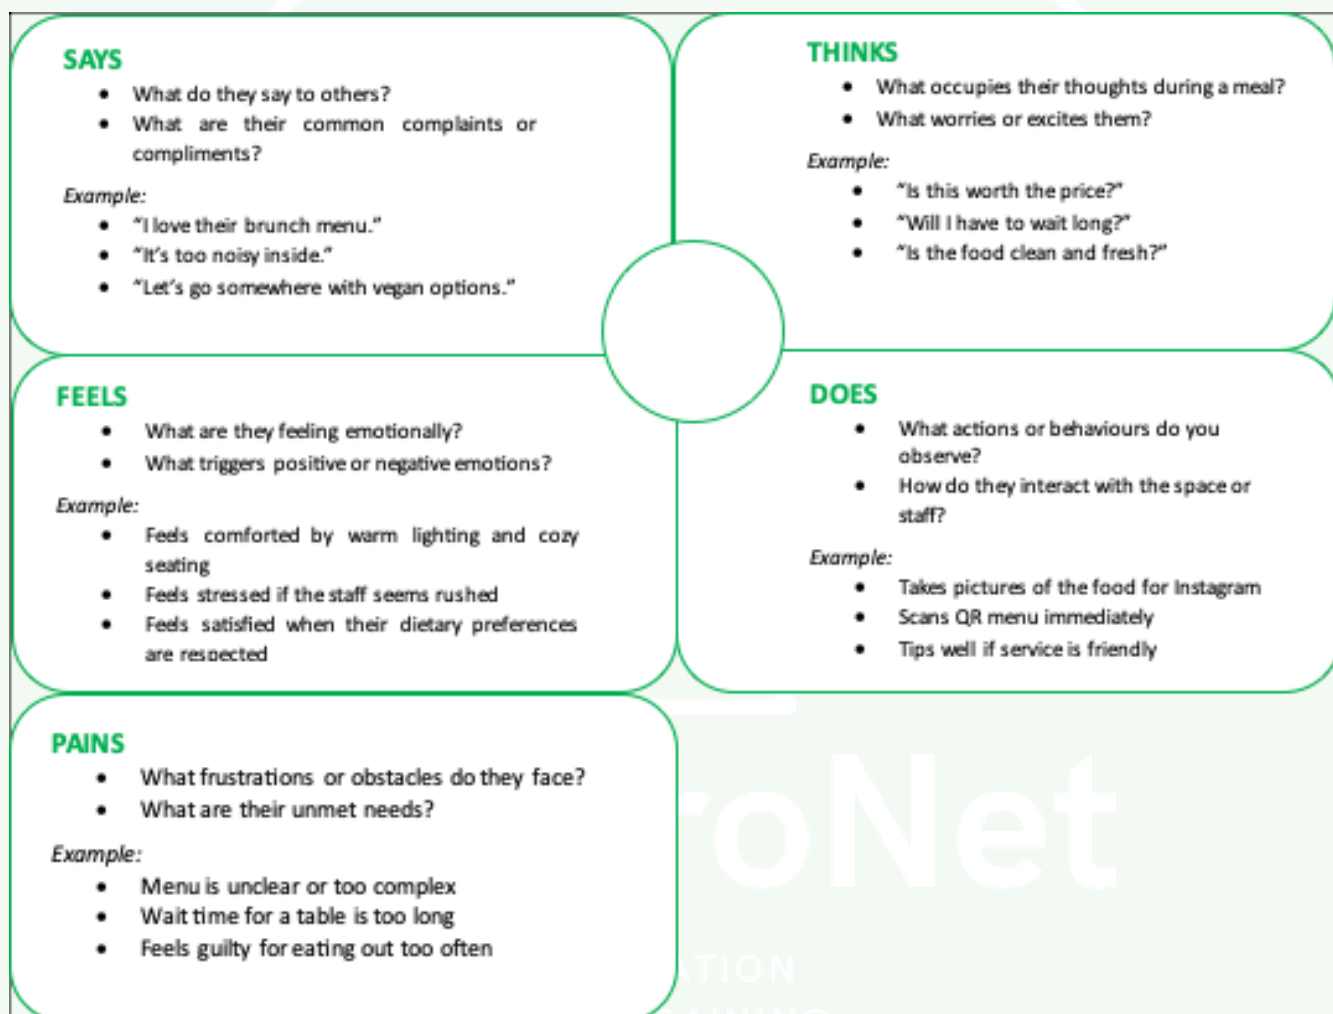 SAYS
• What do they say to others?
• What are their common complaints or
compliments?
Example:
• “I love their brunch menu.”
• “It’s too noisy inside.”
• “Let’s go somewhere with vegan options.”
THINKS
• What occupies their thoughts during a meal?
• What worries or excites them?
Example:
• “Is this worth the price?”
• “Will I have to wait long?”
• “Is the food clean and fresh?”
FEELS
• What are they feeling emotionally?
• What triggers positive or negative emotions?
Example:
• Feels comforted by warm lighting and cozy
seating
• Feels stressed if the staff seems rushed
• Feels satisfied when their dietary preferences
are respected
DOES
• What actions or behaviours do you
observe?
• How do they interact with the space or
staff?
Example:
• Takes pictures of the food for Instagram
• Scans QR menu immediately
• Tips well if service is friendly
PAINS
• What frustrations or obstacles do they face?
• What are their unmet needs?
Example:
• Menu is unclear or too complex
• Wait time for a table is too long
• Feels guilty for eating out too often
roNet
ATION